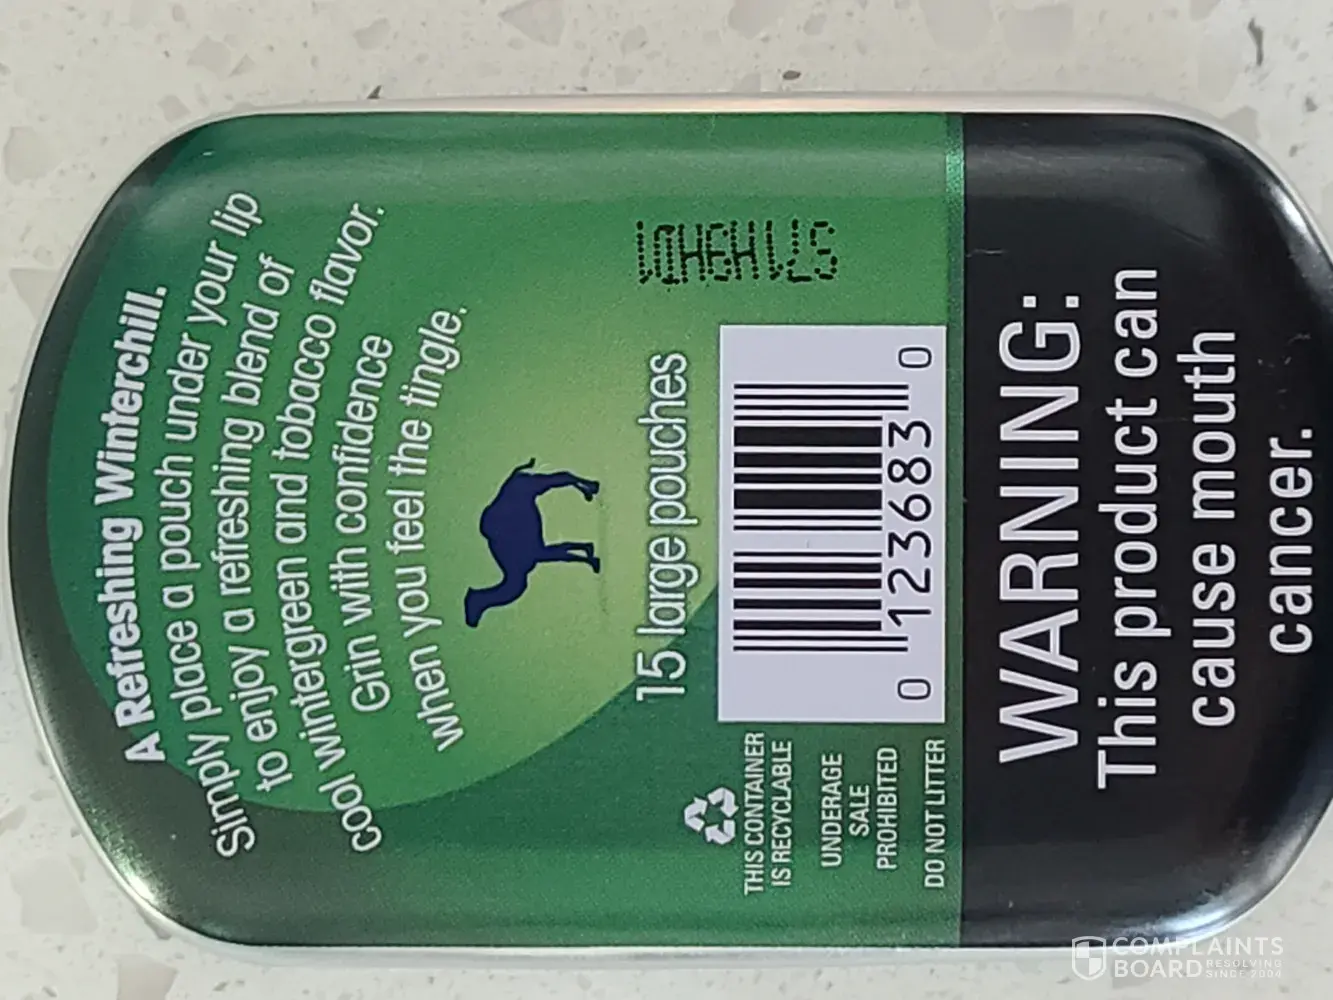 A Refreshing Winterchill.
Simply place a pouch under your lip
to enjoy a refreshing blend of
cool wintergreen and tobacco flavor.
Grin with confidence
when you feel the tingle.
15 large pouches
0 123683 0
THIS CONTAINER
IS RECYCLABLE
UNDERAGE
SALE
PROHIBITED
DO NOT LITTER
WARNING:
This product can
cause mouth
cancer.
COMPLAINTS
BOARD RESOLVING
SINCE 2004